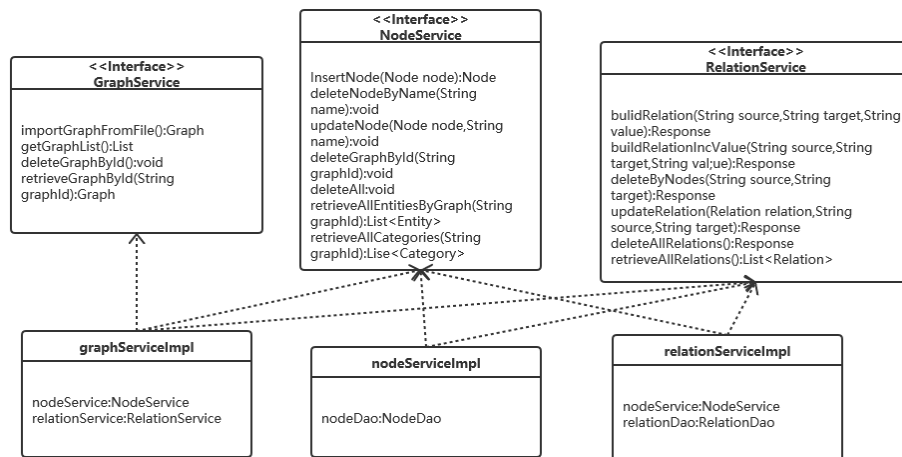 <<Interface>>
GraphService
importGraphFromFile():Graph
getGraphList():List
deleteGraphById():void
retrieveGraphById(String
graphId):Graph
<<Interface>>
NodeService
InsertNode(Node node):Node
deleteNodeByName(String
name):void
updateNode(Node node,String
name):void
deleteGraphById(String
graphId):void
deleteAll:void
retrieveAllEntitiesByGraph(String
graphId):List<Entity>
retrieveAllCategories(String
graphId):Lise<Category>
<<Interface>>
RelationService
bulidRelation(String source,String target,String
value):Response
buildRelationIncValue(String source,String
target,String val;ue):Response
deleteByNodes(String source,String
target):Response
updateRelation(Relation relation,String
source,String target):Response
deleteAllRelations():Response
retrieveAllRelations():List<Relation>
graphServiceImpl
nodeService:NodeService
relationService:RelationService
nodeServiceImpl
nodeDao:NodeDao
relationServiceImpl
nodeService:NodeService
relationDao:RelationDao